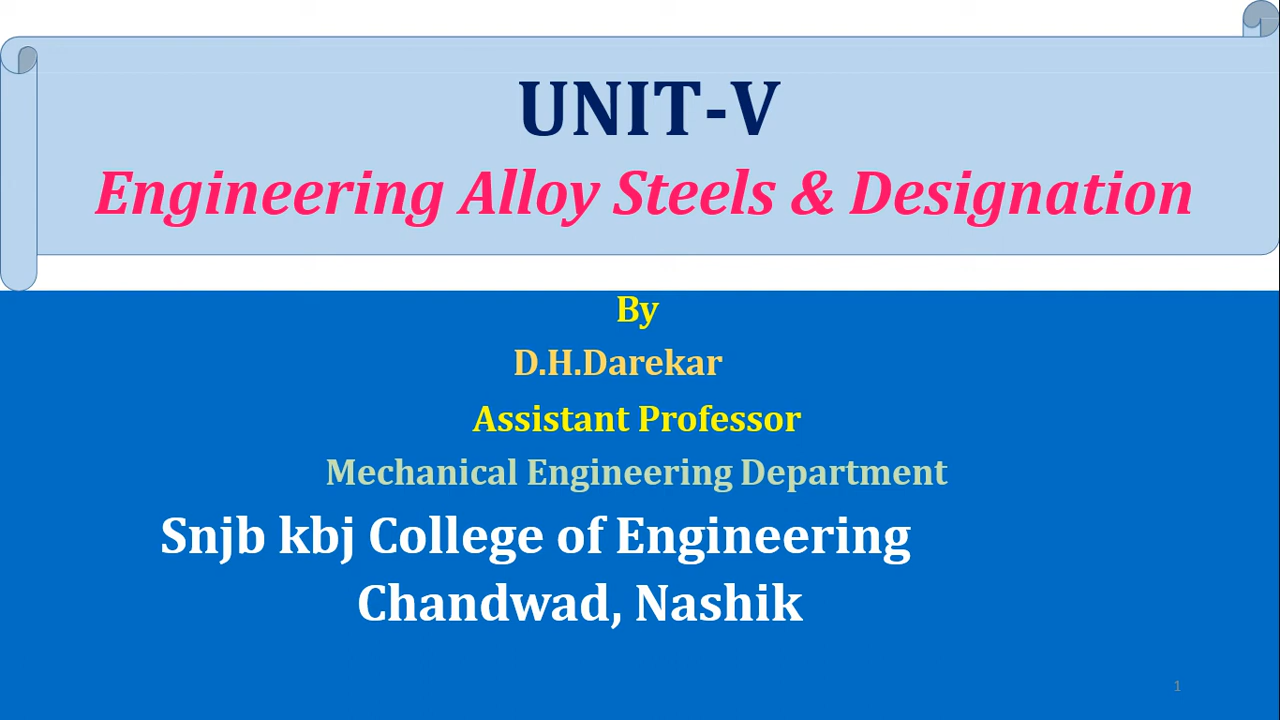 UNIT-V
Engineering Alloy Steels & Designation
By
D.H.Darekar
Assistant Professor
Mechanical Engineering Department
Snjb kbj College of Engineering
Chandwad, Nashik
1